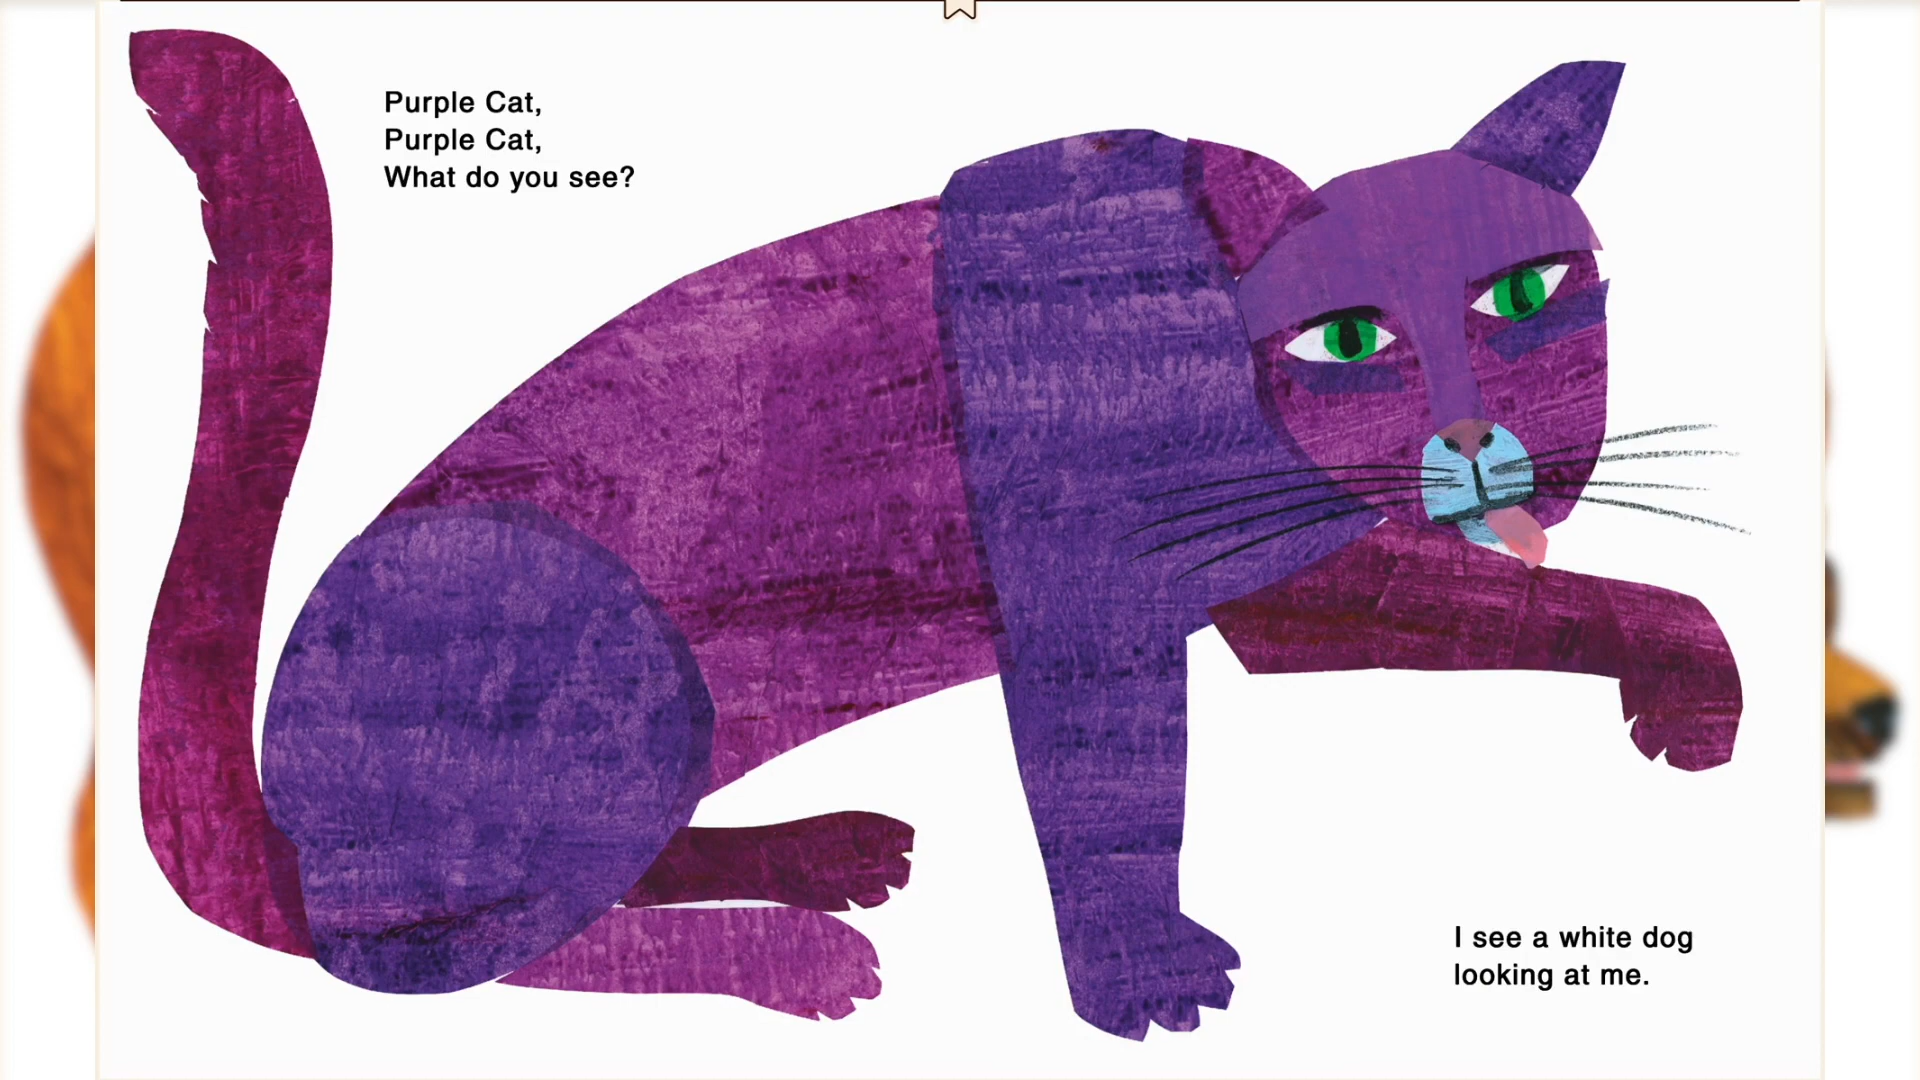 Purple Cat,
Purple Cat,
What do you see?
I see a white dog
looking at me.